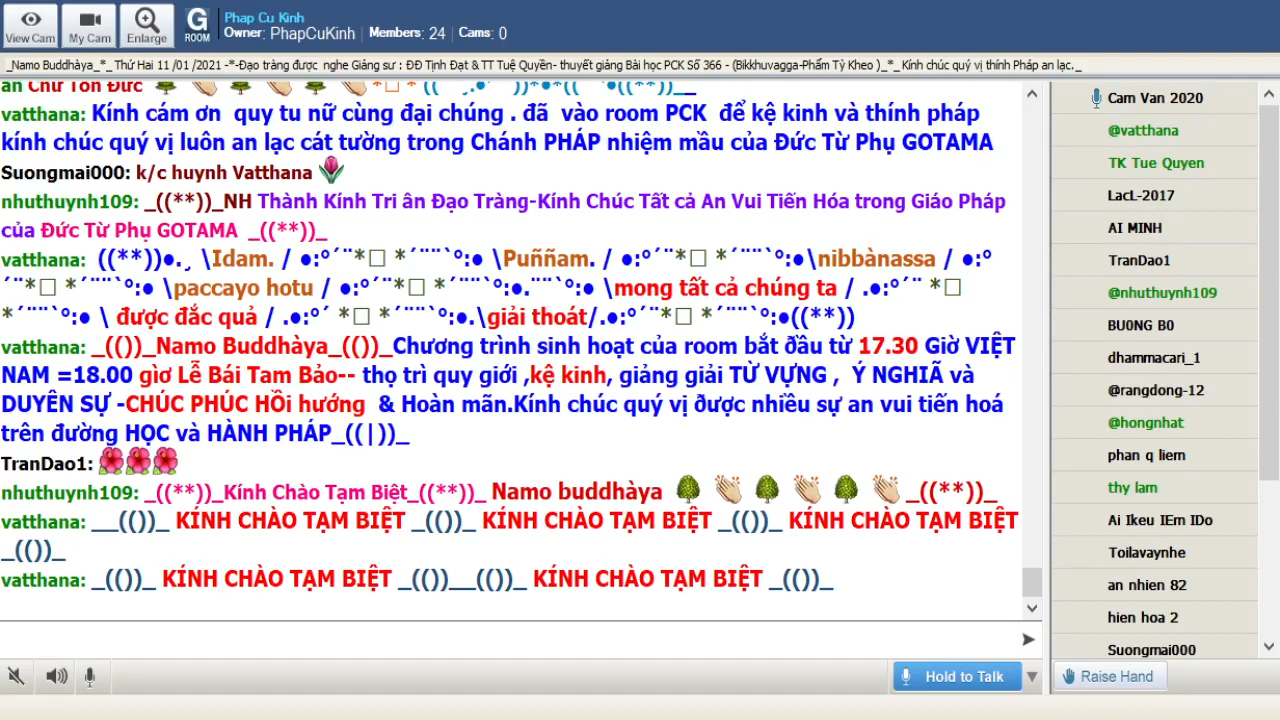 View Cam
My Cam
Enlarge
G
ROOM
Phap Cu Kinh
Owner: PhapCuKinh Members: 24 Cams: 0
_Namo Buddhàya_*_ Thứ Hai 11 /01 /2021 -*-Đạo tràng được nghe Giảng sư : ĐĐ Tịnh Đạt & TT Tuệ Quyền- thuyết giảng Bài học PCK Số 366 - (Bikkhuvagga-Phẩm Tỳ Kheo )_*_ Kính chúc quý vị thính Pháp an lạc._
vatthana: Kính cám ơn quy tu nữ cùng đại chúng . đã vào room PCK để kệ kinh và thính pháp
kính chúc quý vị luôn an lạc cát tường trong Chánh PHÁP nhiệm mầu của Đức Từ Phụ GOTAMA
Suongmai000: k/c huynh Vatthana
nhuthuynh109: _((**))_NH Thành Kính Tri ân Đạo Tràng-Kính Chúc Tất cả An Vui Tiến Hóa trong Giáo Pháp
của Đức Từ Phụ GOTAMA _((**))_
vatthana: ((**))●.¸ \Idam. / ●:°´¨*□ *´¨¨`°:● \Puññam. / ●:°´¨*□ *´¨¨`°:●\nibbànassa / ●:°
´¨*□ *´¨¨`°:● \paccayo hotu / ●:°´¨*□ *´¨¨`°:●.¨¨`°:● \mong tất cả chúng ta / .●:°´¨ *□
*´¨¨`°:● \ được đắc quả / .●:°´ *□ *´¨¨`°:●.\giải thoát/.●:°´¨*□ *´¨¨`°:●((**))
vatthana: _(())_Namo Buddhàya_(())_Chương trình sinh hoạt của room bắt ðầu từ 17.30 Giờ VIỆT
NAM =18.00 giờ Lễ Bái Tam Bảo-- thọ trì quy giới ,kệ kinh, giảng giải TỪ VỰNG , Ý NGHIÃ và
DUYÊN SỰ -CHÚC PHÚC HỒi hướng & Hoàn mãn.Kính chúc quý vị ðược nhiều sự an vui tiến hoá
trên đường HỌC và HÀNH PHÁP_((|))_
TranDao1:
nhuthuynh109: _((**))_Kính Chào Tạm Biệt_((**))_ Namo buddhàya _((**))_
vatthana: __(())_ KÍNH CHÀO TẠM BIỆT _(())_ KÍNH CHÀO TẠM BIỆT _(())_ KÍNH CHÀO TẠM BIỆT
_(())_
vatthana: _(())_ KÍNH CHÀO TẠM BIỆT _(())__(())_ KÍNH CHÀO TẠM BIỆT _(())_
Hold to Talk
Cam Van 2020
@vatthana
TK Tue Quyen
LacL-2017
AI MINH
TranDao1
@nhuthuynh109
BU0NG B0
dhammacari_1
@rangdong-12
@hongnhat
phan q liem
thy lam
Ai Ikeu IEm IDo
Toilavaynhe
an nhien 82
hien hoa 2
Suongmai000
Raise Hand